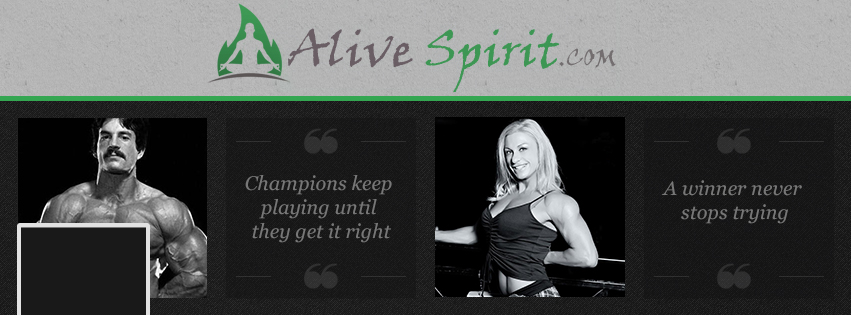 Alive Spirit.com
Champions keep
playing until
they get it right
A winner never
stops trying